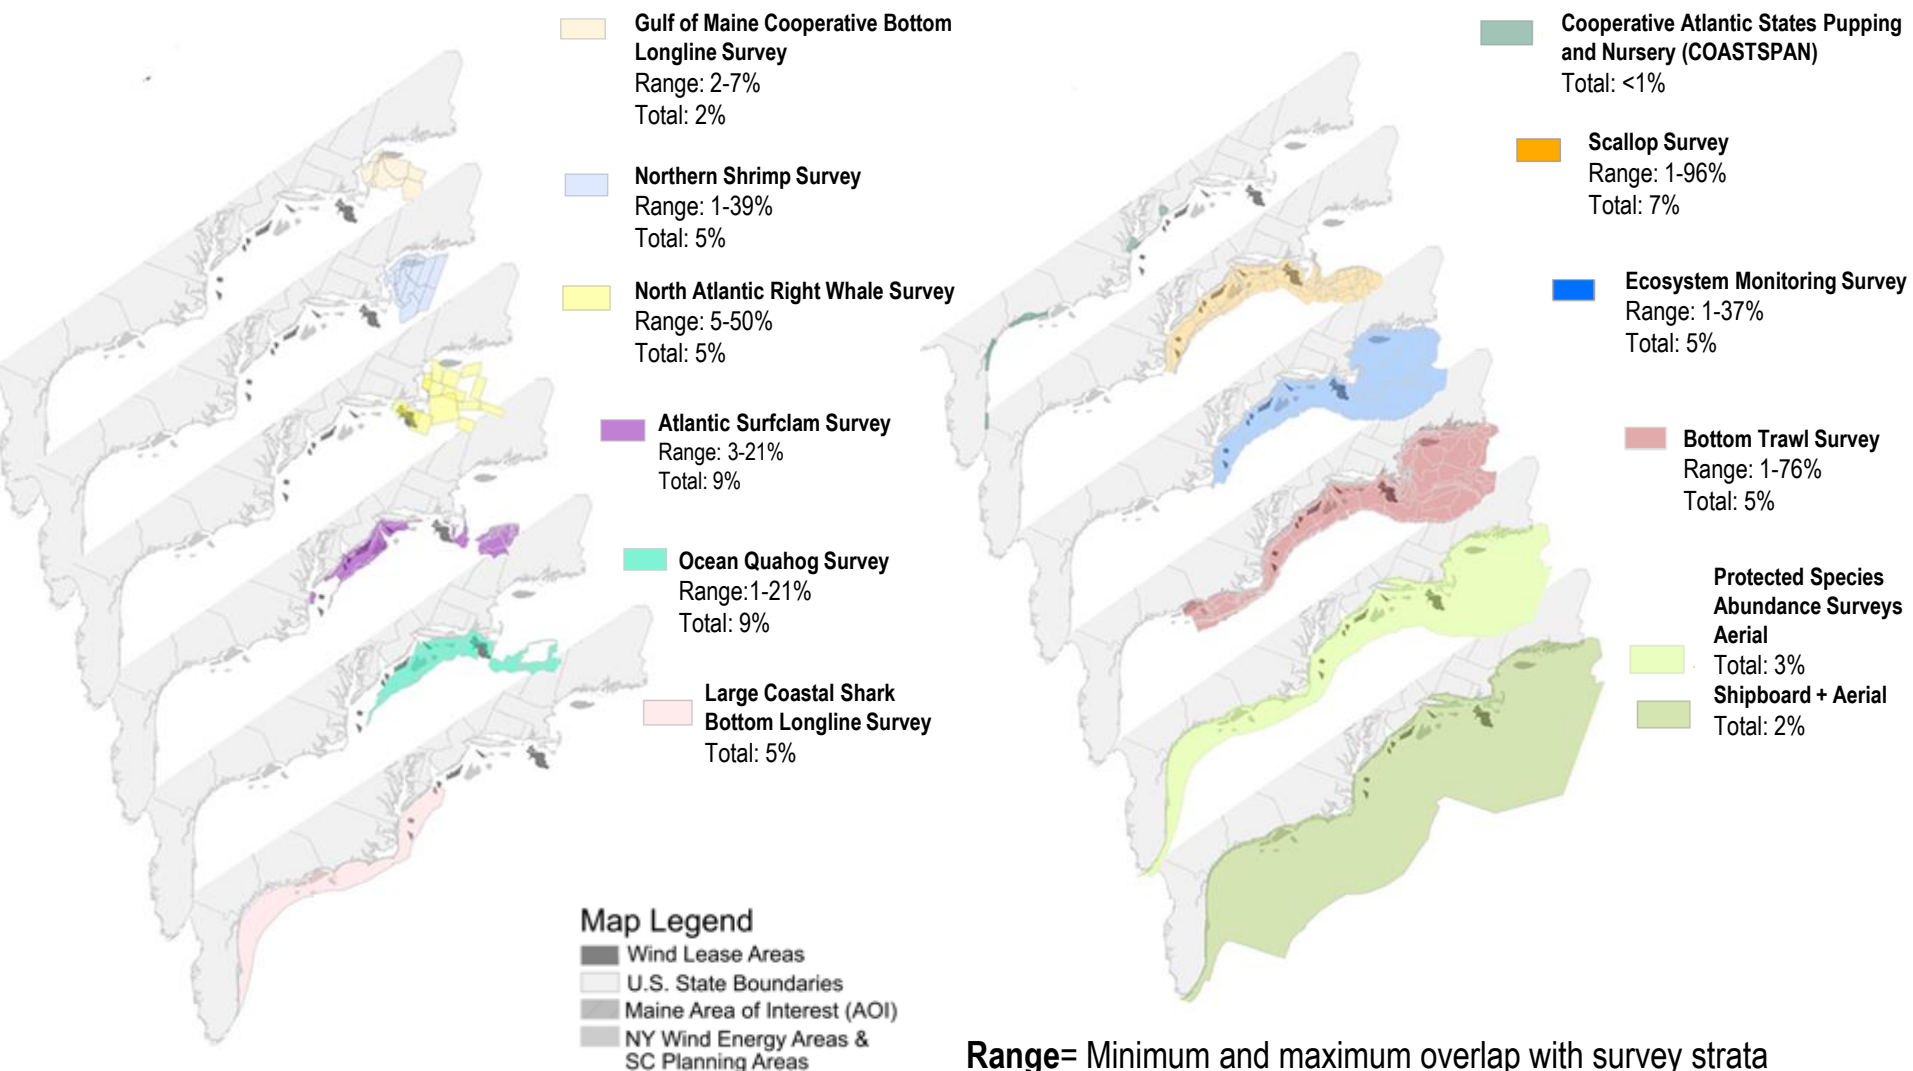 Gulf of Maine Cooperative Bottom
Longline Survey
Range: 2-7%
Total: 2%
Northern Shrimp Survey
Range: 1-39%
Total: 5%
North Atlantic Right Whale Survey
Range: 5-50%
Total: 5%
Atlantic Surfclam Survey
Range: 3-21%
Total: 9%
Ocean Quahog Survey
Range:1-21%
Total: 9%
Large Coastal Shark
Bottom Longline Survey
Total: 5%
Map Legend
Wind Lease Areas
U.S. State Boundaries
Maine Area of Interest (AOI)
NY Wind Energy Areas &
SC Planning Areas
Cooperative Atlantic States Pupping
and Nursery (COASTSPAN)
Total: <1%
Scallop Survey
Range: 1-96%
Total: 7%
Ecosystem Monitoring Survey
Range: 1-37%
Total: 5%
Bottom Trawl Survey
Range: 1-76%
Total: 5%
Protected Species
Abundance Surveys
Aerial
Total: 3%
Shipboard + Aerial
Total: 2%
Range= Minimum and maximum overlap with survey strata